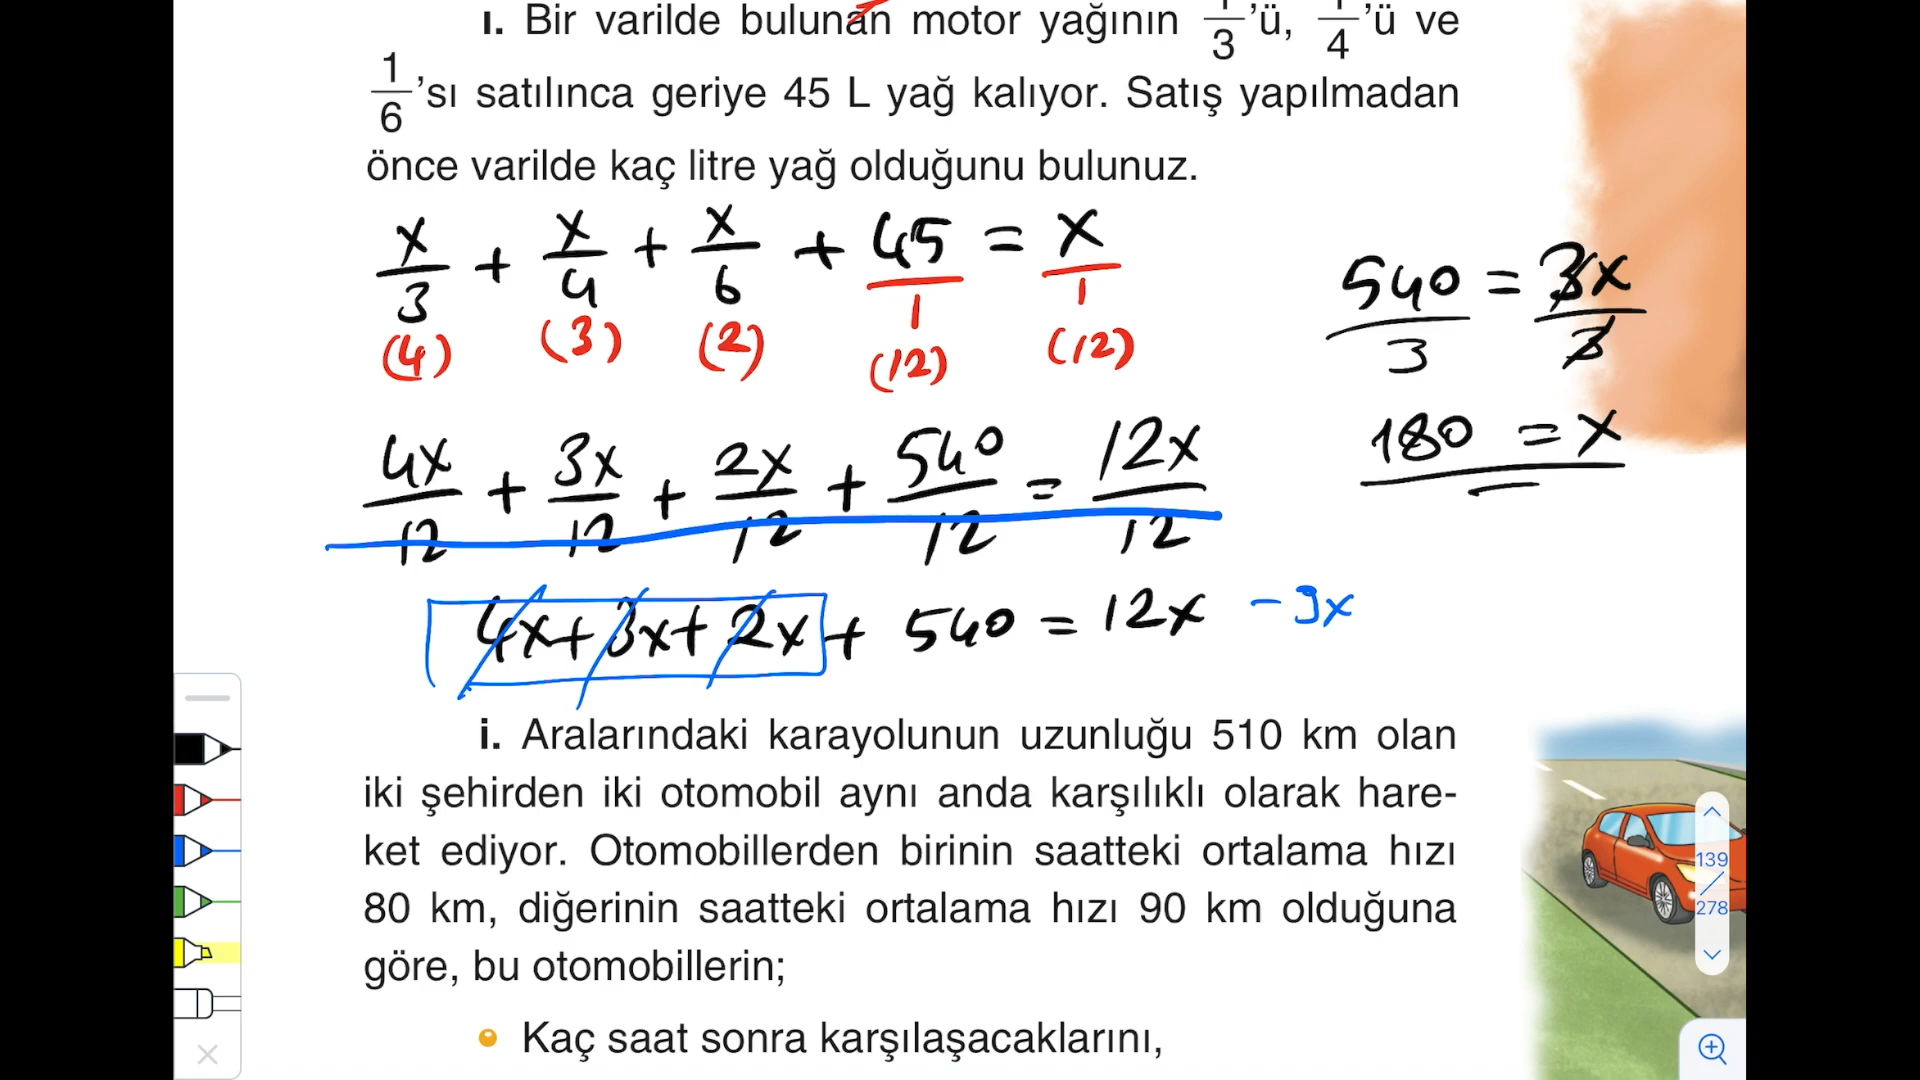 ı. Bir varilde bulunan motor yağının 1/3'ü, 1/4'ü ve
1/6'sı satılınca geriye 45 L yağ kalıyor. Satış yapılmadan
önce varilde kaç litre yağ olduğunu bulunuz.
x/3 + x/4 + x/6 + 45/1 = x/1
(4) (3) (2) (12) (12)
4x/12 + 3x/12 + 2x/12 + 540/12 = 12x/12
4x + 3x + 2x + 540 = 12x - 9x
540/3 = 3x/3
180 = x
i. Aralarındaki karayolunun uzunluğu 510 km olan
iki şehirden iki otomobil aynı anda karşılıklı olarak hare-
ket ediyor. Otomobillerden birinin saatteki ortalama hızı
80 km, diğerinin saatteki ortalama hızı 90 km olduğuna
göre, bu otomobillerin;
Kaç saat sonra karşılaşacaklarını,
139
278